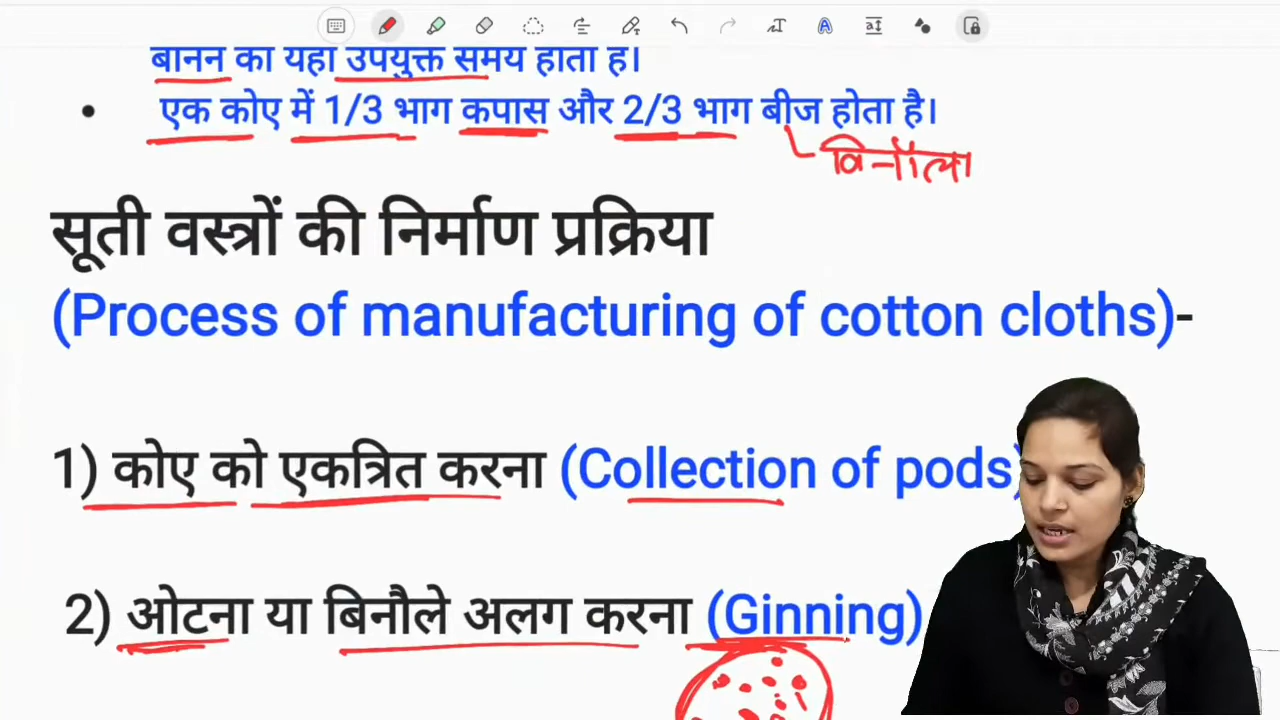 बीनने का यहाँ उपयुक्त समय होता है।
• एक कोए में 1/3 भाग कपास और 2/3 भाग बीज होता है।
बिनौला
सूती वस्त्रों की निर्माण प्रक्रिया
(Process of manufacturing of cotton cloths)-
1) कोए को एकत्रित करना (Collection of pods)
2) ओटना या बिनौले अलग करना (Ginning)